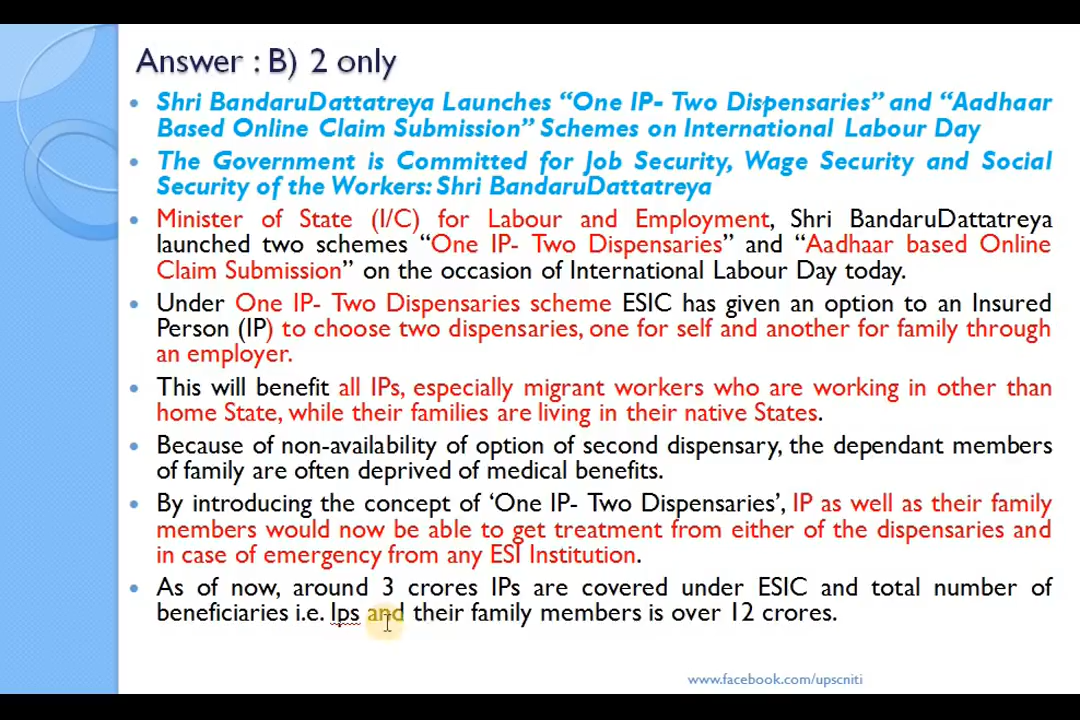 Answer : B) 2 only
Shri BandaruDattatreya Launches “One IP- Two Dispensaries” and “Aadhaar
Based Online Claim Submission” Schemes on International Labour Day
The Government is Committed for Job Security, Wage Security and Social
Security of the Workers: Shri BandaruDattatreya
Minister of State (I/C) for Labour and Employment, Shri BandaruDattatreya
launched two schemes “One IP- Two Dispensaries” and “Aadhaar based Online
Claim Submission” on the occasion of International Labour Day today.
Under One IP- Two Dispensaries scheme ESIC has given an option to an Insured
Person (IP) to choose two dispensaries, one for self and another for family through
an employer.
This will benefit all IPs, especially migrant workers who are working in other than
home State, while their families are living in their native States.
Because of non-availability of option of second dispensary, the dependant members
of family are often deprived of medical benefits.
By introducing the concept of ‘One IP- Two Dispensaries’, IP as well as their family
members would now be able to get treatment from either of the dispensaries and
in case of emergency from any ESI Institution.
As of now, around 3 crores IPs are covered under ESIC and total number of
beneficiaries i.e. Ips and their family members is over 12 crores.
www.facebook.com/upscniti